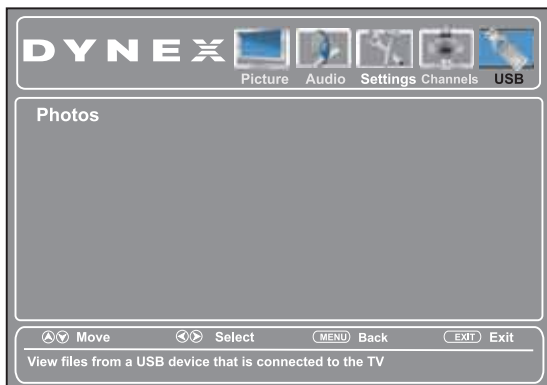 DYNEX
Picture Audio Settings Channels USB
Photos
Move Select MENU Back EXIT Exit
View files from a USB device that is connected to the TV